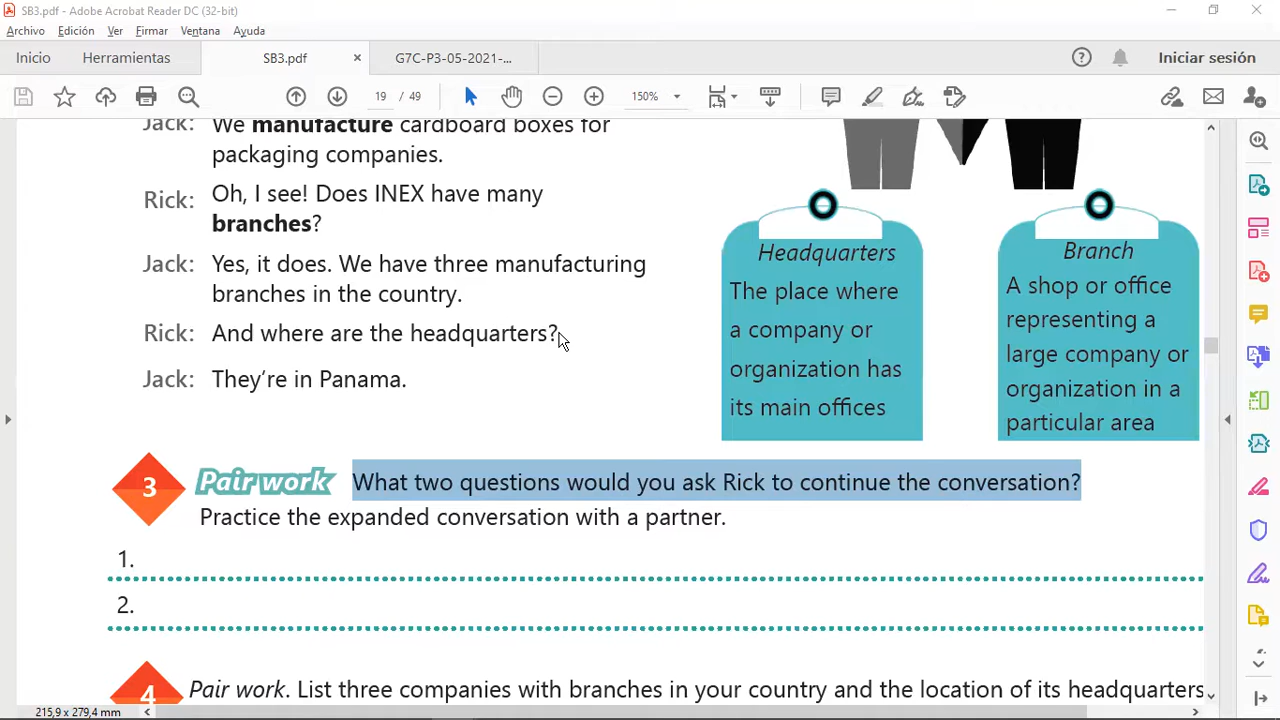 SB3.pdf - Adobe Acrobat Reader DC (32-bit)
Archivo Edición Ver Firmar Ventana Ayuda
Inicio Herramientas SB3.pdf × G7C-P3-05-2021-... Iniciar sesión
19 / 49 150%
Jack: We manufacture cardboard boxes for
packaging companies.
Rick: Oh, I see! Does INEX have many
branches?
Jack: Yes, it does. We have three manufacturing
branches in the country.
Rick: And where are the headquarters?
Jack: They're in Panama.
Headquarters
The place where
a company or
organization has
its main offices
Branch
A shop or office
representing a
large company or
organization in a
particular area
3 Pair work What two questions would you ask Rick to continue the conversation?
Practice the expanded conversation with a partner.
1.
2.
4 Pair work. List three companies with branches in your country and the location of its headquarters
215,9 x 279,4 mm